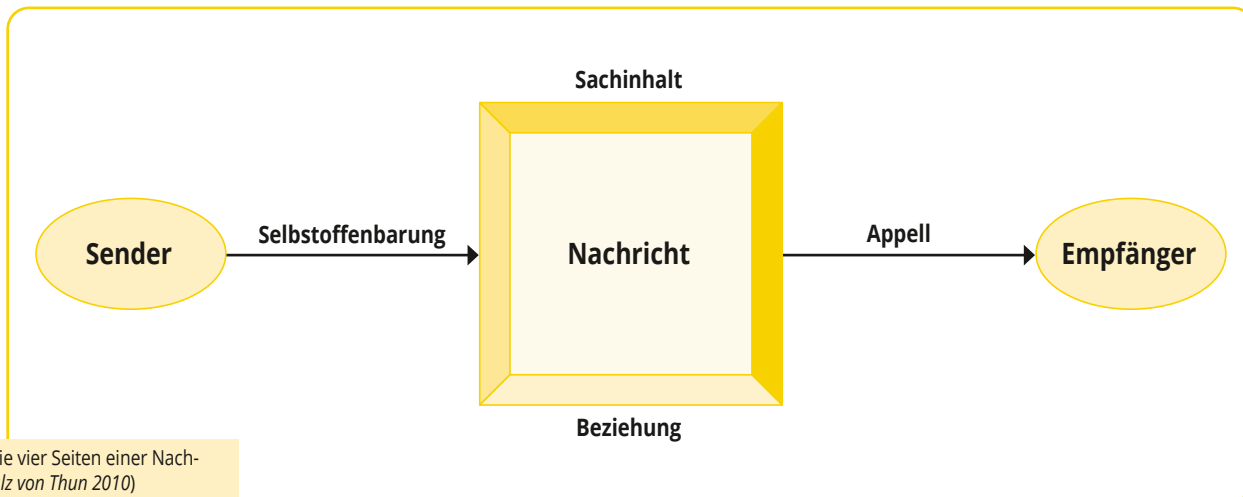 Sachinhalt
Selbstoffenbarung
Appell
Sender
Nachricht
Empfänger
Beziehung
ie vier Seiten einer Nach-
lz von Thun 2010)